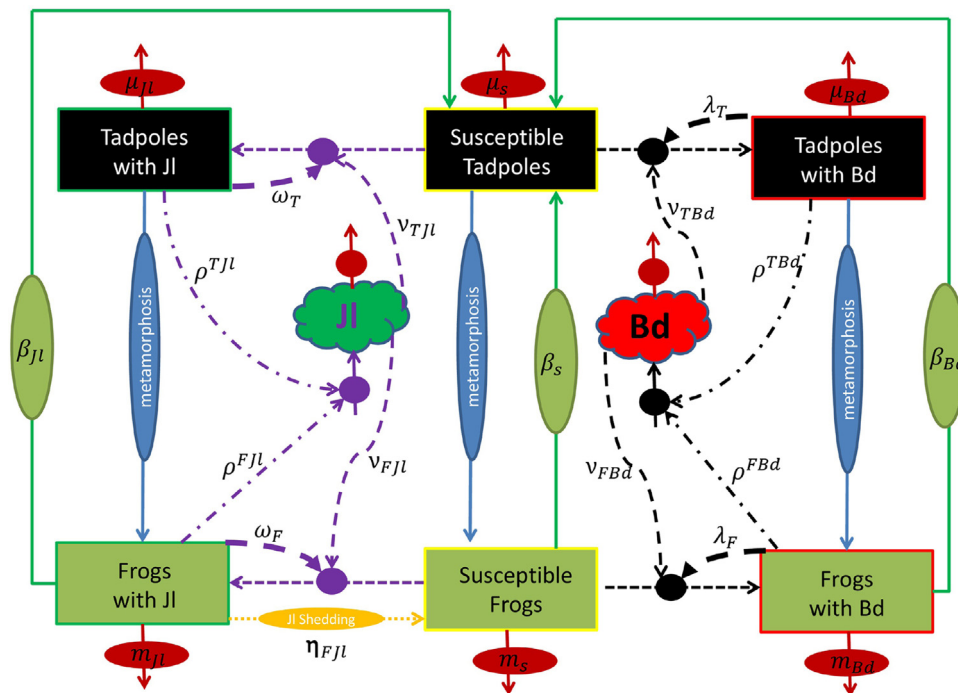 μ_Jl
μ_s
μ_Bd
Tadpoles
with Jl
ω_T
Susceptible
Tadpoles
λ_T
Tadpoles
with Bd
ν_TJl
ν_TBd
ρ^TJl
ρ^TBd
Jl
Bd
β_Jl
metamorphosis
metamorphosis
β_s
metamorphosis
β_Bd
ρ^FJl
ν_FJl
ν_FBd
ρ^FBd
ω_F
λ_F
Frogs
with Jl
Susceptible
Frogs
Frogs
with Bd
Jl Shedding
η_FJl
m_Jl
m_s
m_Bd